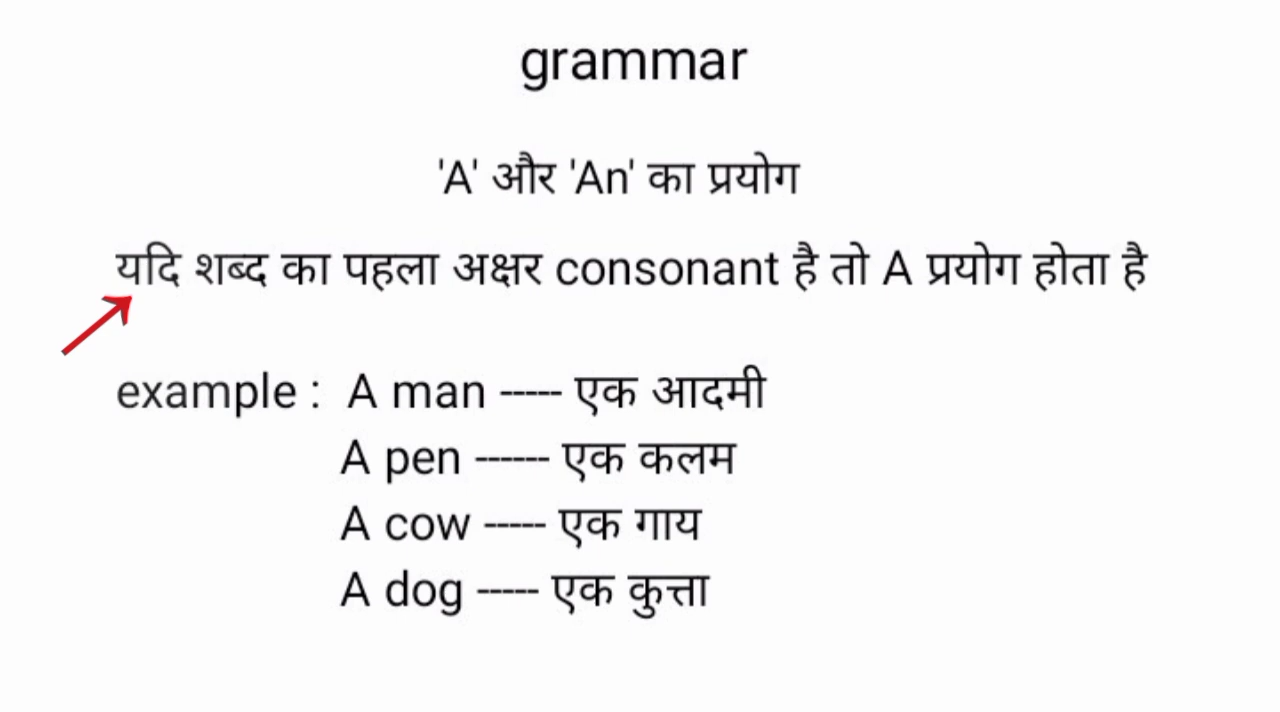 grammar
'A' और 'An' का प्रयोग
यदि शब्द का पहला अक्षर consonant है तो A प्रयोग होता है
example : A man ----- एक आदमी
A pen ------ एक कलम
A cow ----- एक गाय
A dog ----- एक कुत्ता